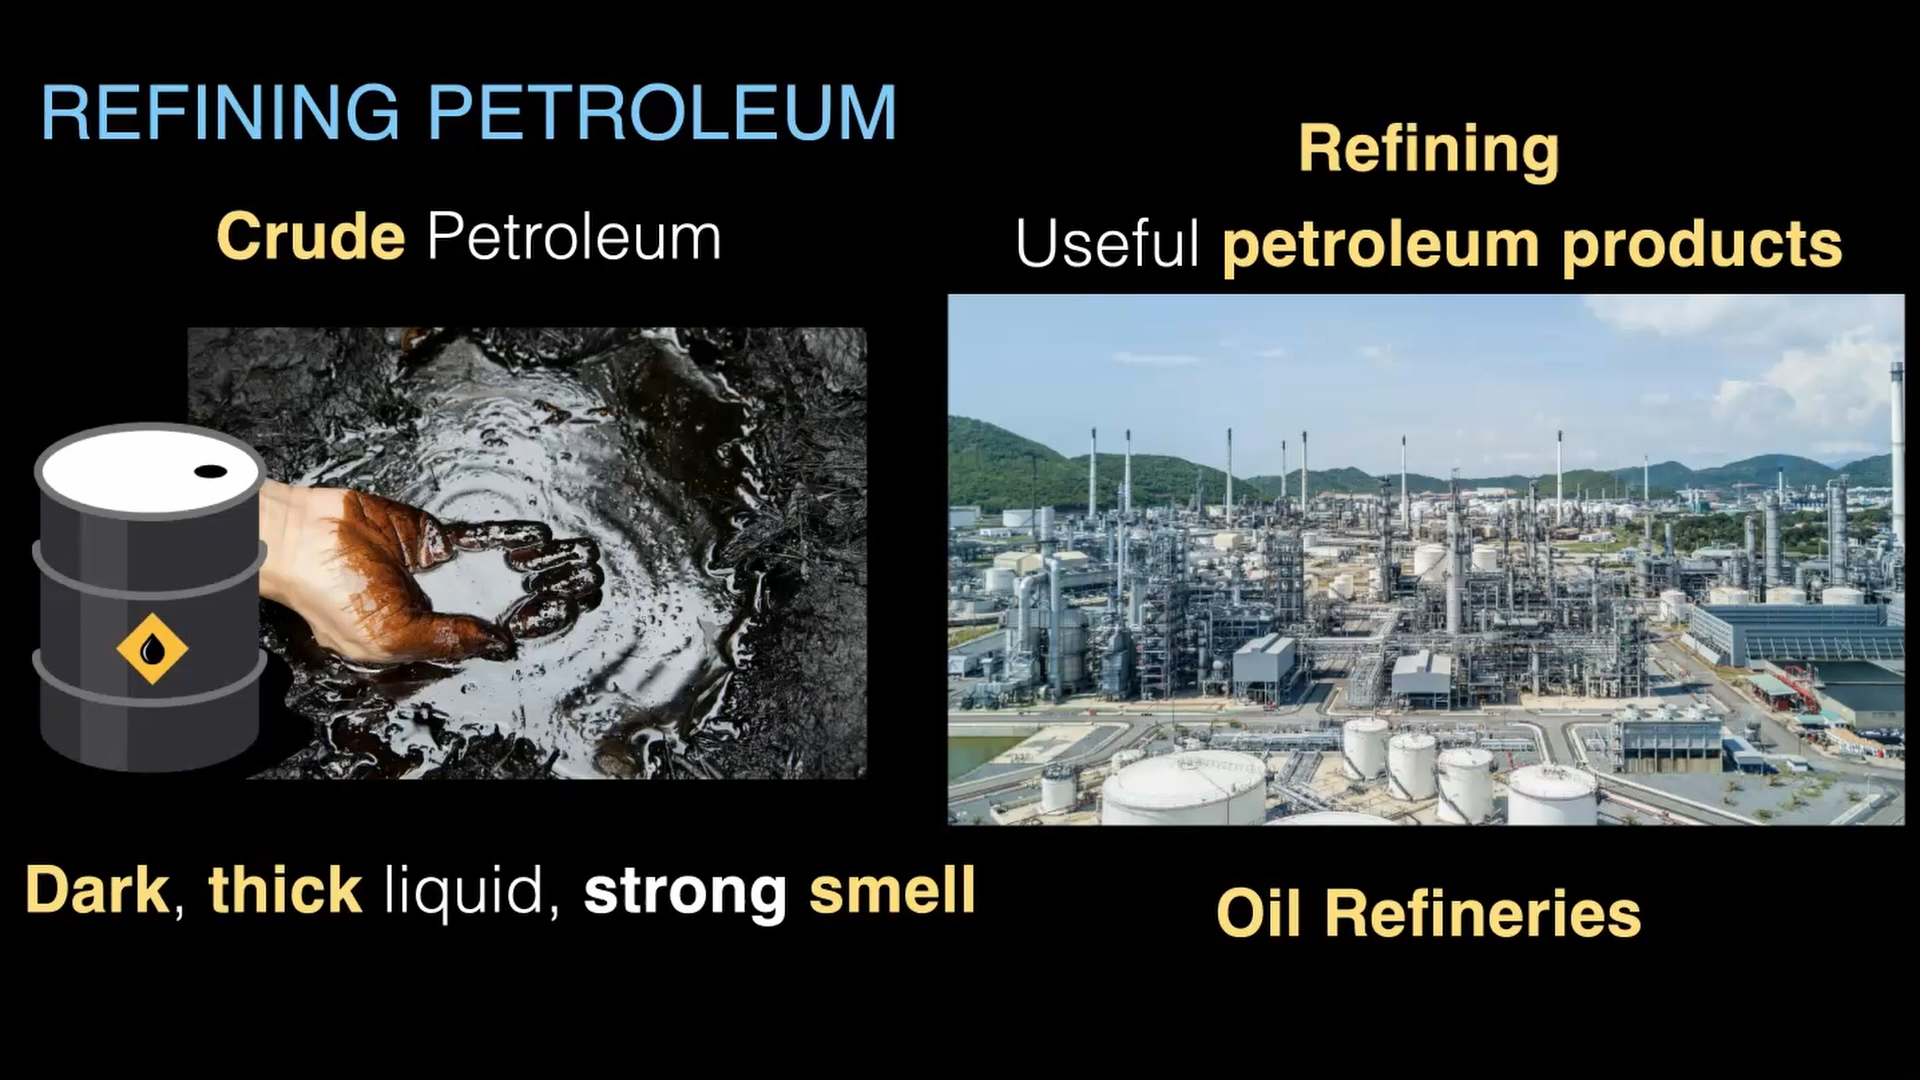 REFINING PETROLEUM
Crude Petroleum
Dark, thick liquid, strong smell
Refining
Useful petroleum products
Oil Refineries